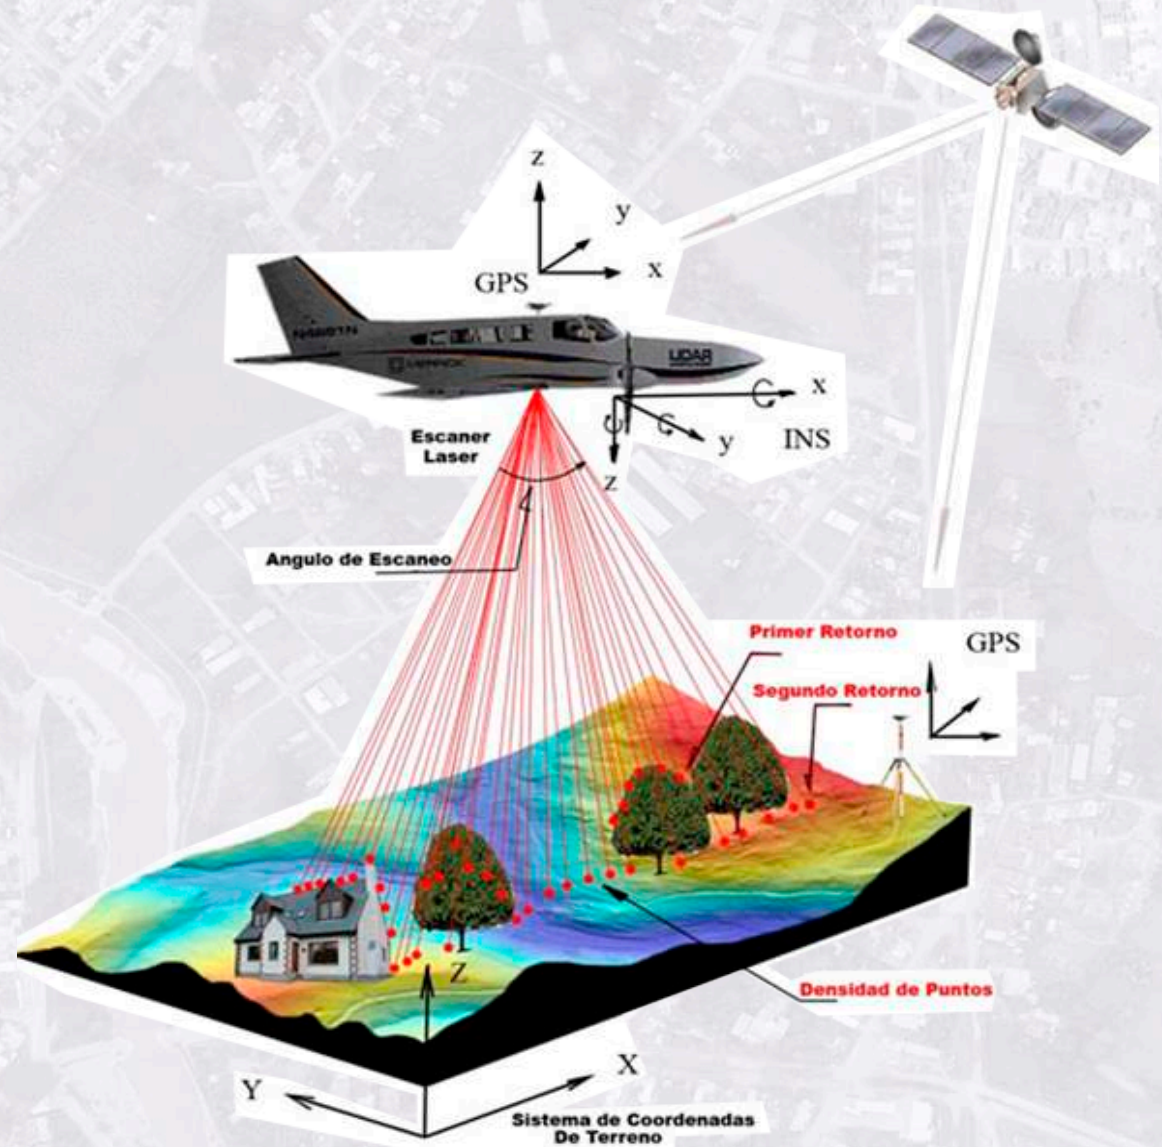 z
y
x
GPS
LIDAR
x
y
INS
z
Escaner
Laser
Angulo de Escaneo
Primer Retorno
GPS
Segundo Retorno
Z
Densidad de Puntos
X
Y
Sistema de Coordenadas
De Terreno